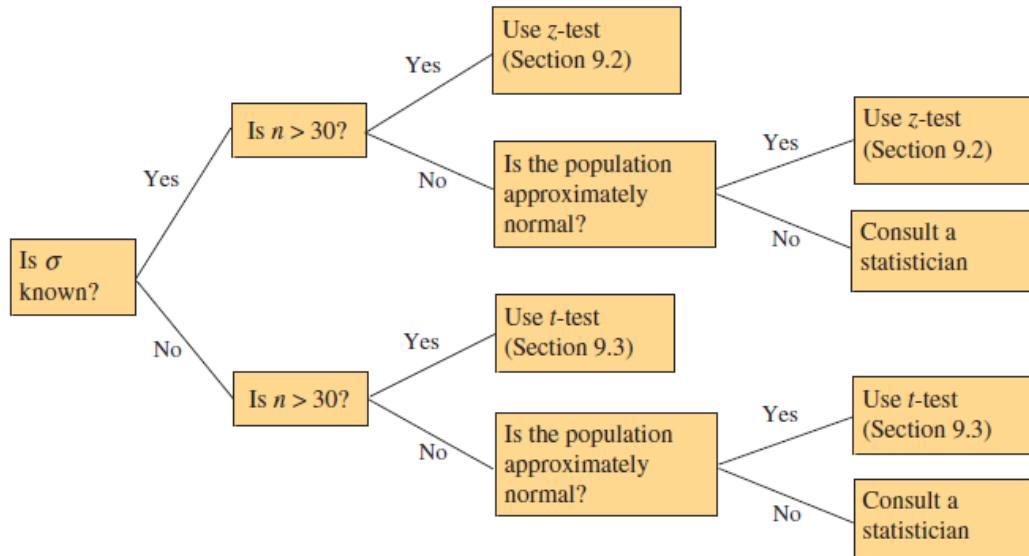 Use z-test
(Section 9.2)
Yes
Is n > 30?
Use z-test
(Section 9.2)
Yes
Yes
No
Is the population
approximately
normal?
No
Consult a
statistician
Is σ
known?
Use t-test
(Section 9.3)
No
Yes
Is n > 30?
Use t-test
(Section 9.3)
Yes
No
Is the population
approximately
normal?
No
Consult a
statistician